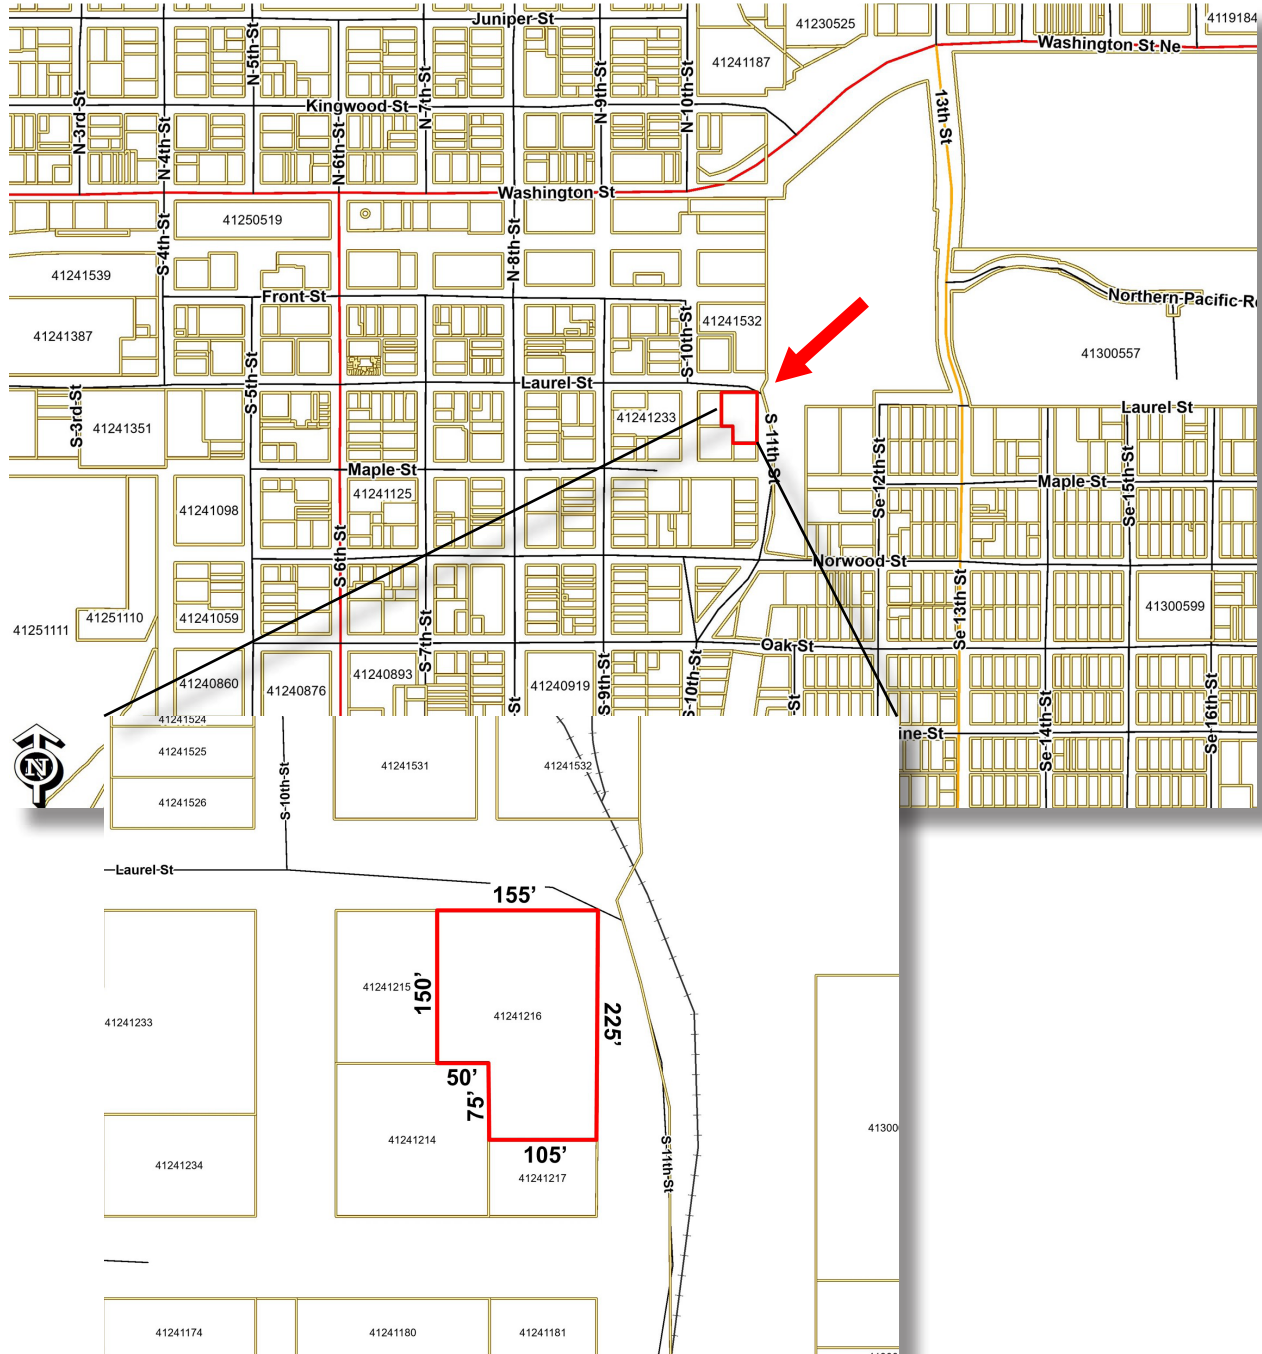 Juniper-St
41230525
4119184
Washington St Ne
N-5th-St
41241187
N-3rd-St
N-4th-St
Kingwood St
N-6th-St
N-7th-St
N-9th-St
N-10th-St
13th St
Washington St
41250519
S-4th-St
N-8th-St
41241539
Front-St
Northern-Pacific-R
41241387
S-10th-St
41241532
41300557
Laurel-St
S-3rd-St
S-5th-St
41241351
41241233
S-11th-St
Laurel St
Maple-St
41241125
41241098
Se-12th-St
Maple St
Se-15th-St
S-6th-St
Norwood St
41251111
41251110
41241059
S-7th-St
Se-13th-St
41300599
Oak-St
41240860
41240876
41240893
41240919
St
S-9th-St
S-10th-St
St
ine-St
Se-14th-St
Se-16th-St
N
41241524
41241525
41241526
S-10th-St
41241531
41241532
Laurel-St
155'
150'
225'
41241215
41241216
41241233
50'
75'
41241214
105'
41241217
41241234
S-11th-St
41300
41241174
41241180
41241181